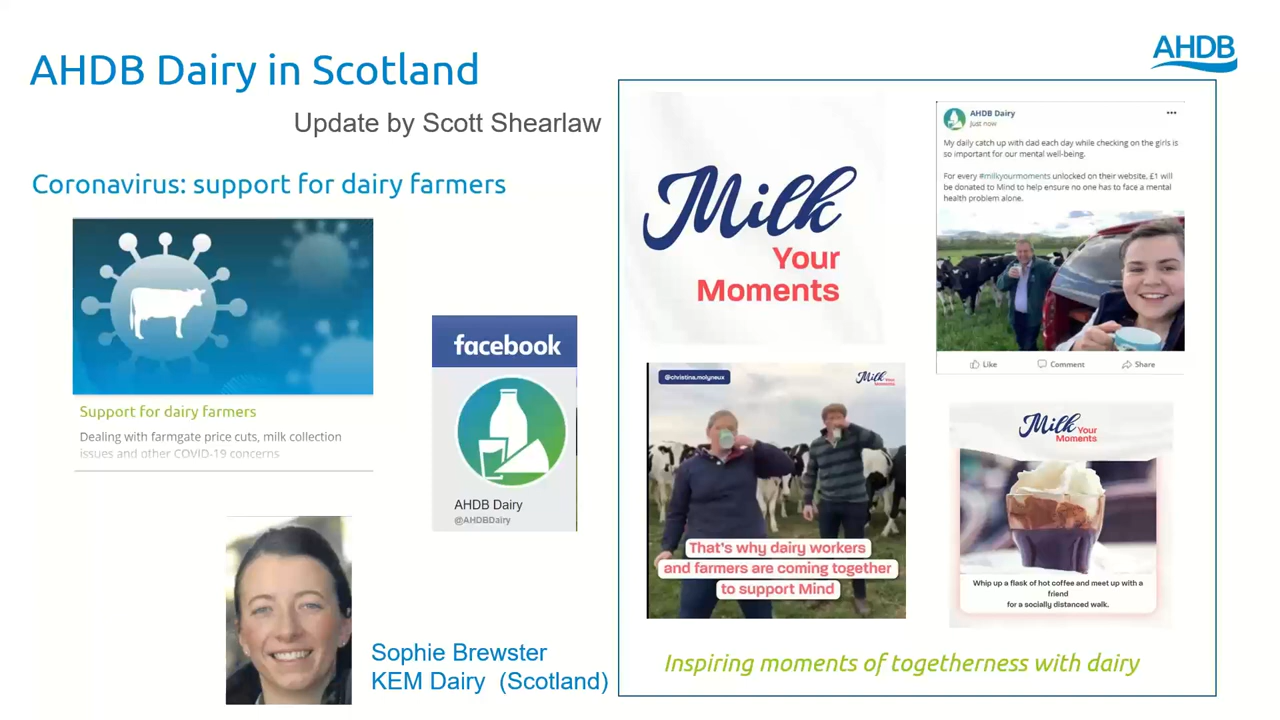 AHDB Dairy in Scotland
AHDB
Update by Scott Shearlaw
Coronavirus: support for dairy farmers
Support for dairy farmers
Dealing with farmgate price cuts, milk collection
issues and other COVID-19 concerns
facebook
AHDB Dairy
@AHDBDairy
Sophie Brewster
KEM Dairy (Scotland)
Milk
Your
Moments
AHDB Dairy
Just now
My daily catch up with dad each day while checking on the girls is
so important for our mental well-being.
For every #milkyourmoments unlocked on their website, £1 will
be donated to Mind to help ensure no one has to face a mental
health problem alone.
Like
Comment
Share
@christina.molyneux
Milk Your
Moments
That's why dairy workers
and farmers are coming together
to support Mind
Milk Your
Moments
Whip up a flask of hot coffee and meet up with a
friend
for a socially distanced walk.
Inspiring moments of togetherness with dairy